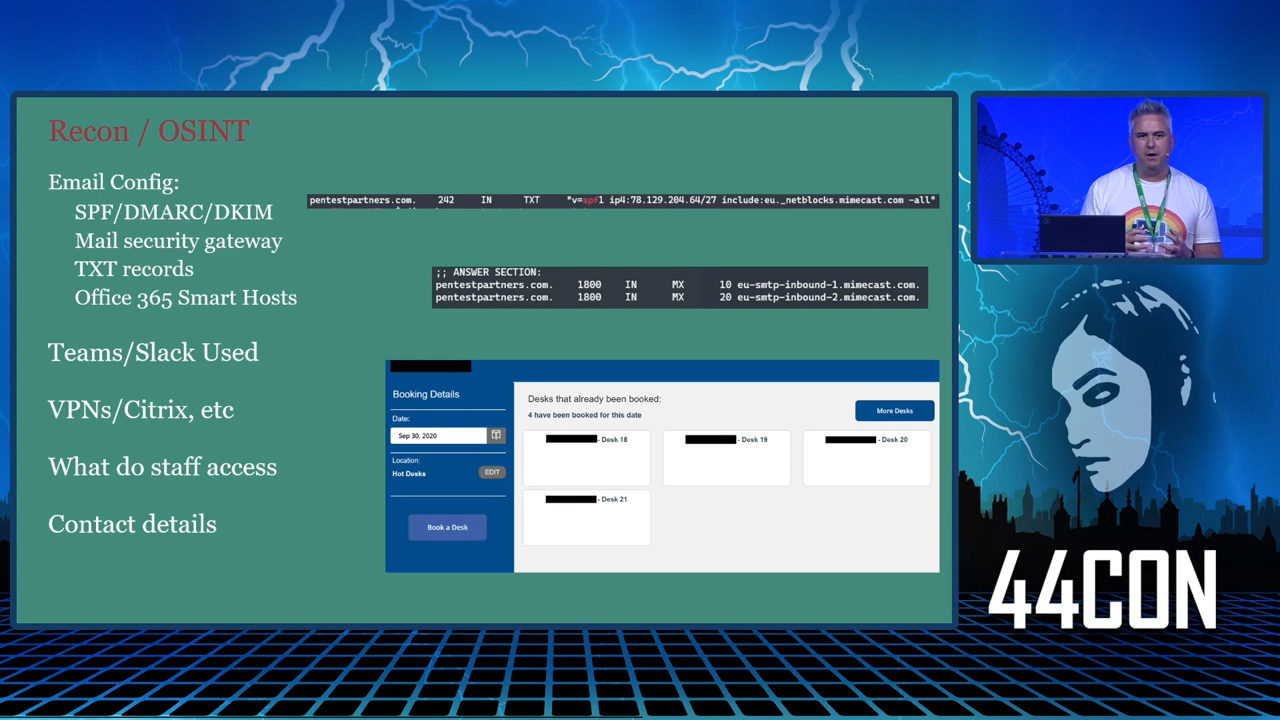 Recon / OSINT
Email Config:
SPF/DMARC/DKIM
Mail security gateway
TXT records
Office 365 Smart Hosts
Teams/Slack Used
VPNs/Citrix, etc
What do staff access
Contact details
pentestpartners.com. 242 IN TXT "v=spf1 ip4:78.129.204.64/27 include:eu._netblocks.mimecast.com -all"
;; ANSWER SECTION:
pentestpartners.com. 1800 IN MX 10 eu-smtp-inbound-1.mimecast.com.
pentestpartners.com. 1800 IN MX 20 eu-smtp-inbound-2.mimecast.com.
Booking Details
Date:
Sep 30, 2020
Location:
Hot Desks
EDIT
Book a Desk
Desks that already been booked:
4 have been booked for this date
More Desks
- Desk 18
- Desk 19
- Desk 20
- Desk 21
44CON